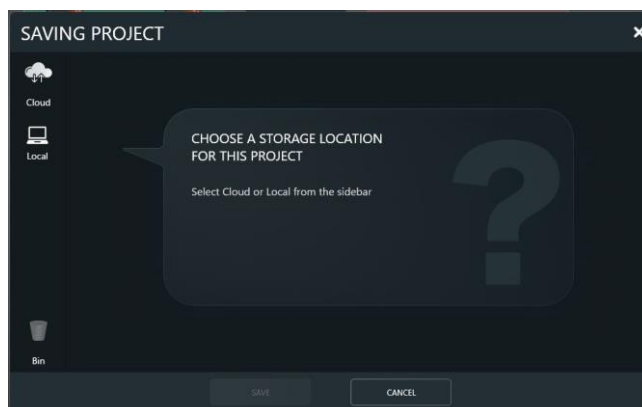 SAVING PROJECT
Cloud
Local
CHOOSE A STORAGE LOCATION
FOR THIS PROJECT
Select Cloud or Local from the sidebar
?
Bin
SAVE
CANCEL